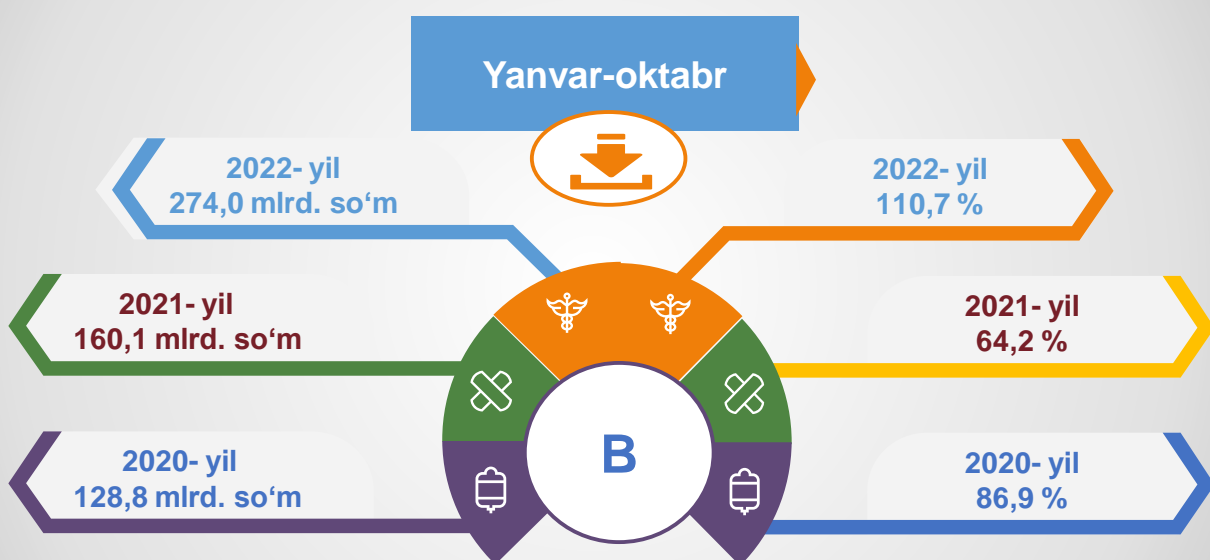 Yanvar-oktabr
2022- yil
274,0 mlrd. so‘m
2022- yil
110,7 %
2021- yil
160,1 mlrd. so‘m
2021- yil
64,2 %
B
2020- yil
128,8 mlrd. so‘m
2020- yil
86,9 %